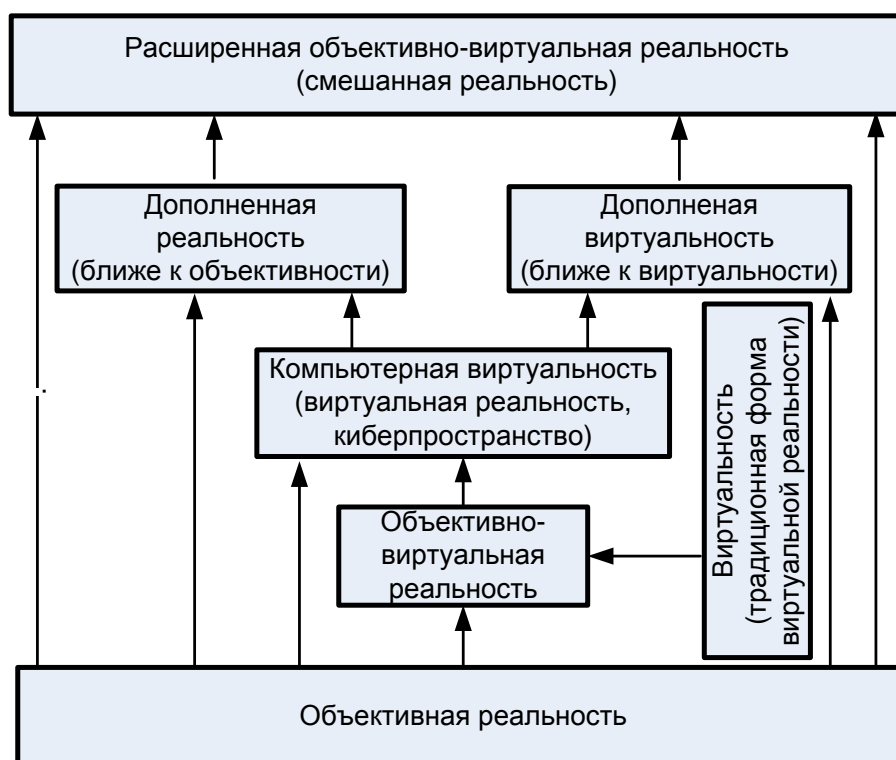 Расширенная объективно-виртуальная реальность
(смешанная реальность)
Дополненная
реальность
(ближе к объективности)
Дополненая
виртуальность
(ближе к виртуальности)
Компьютерная виртуальность
(виртуальная реальность,
киберпространство)
Виртуальность
(традиционная форма
виртуальной реальности)
Объективно-
виртуальная
реальность
Объективная реальность